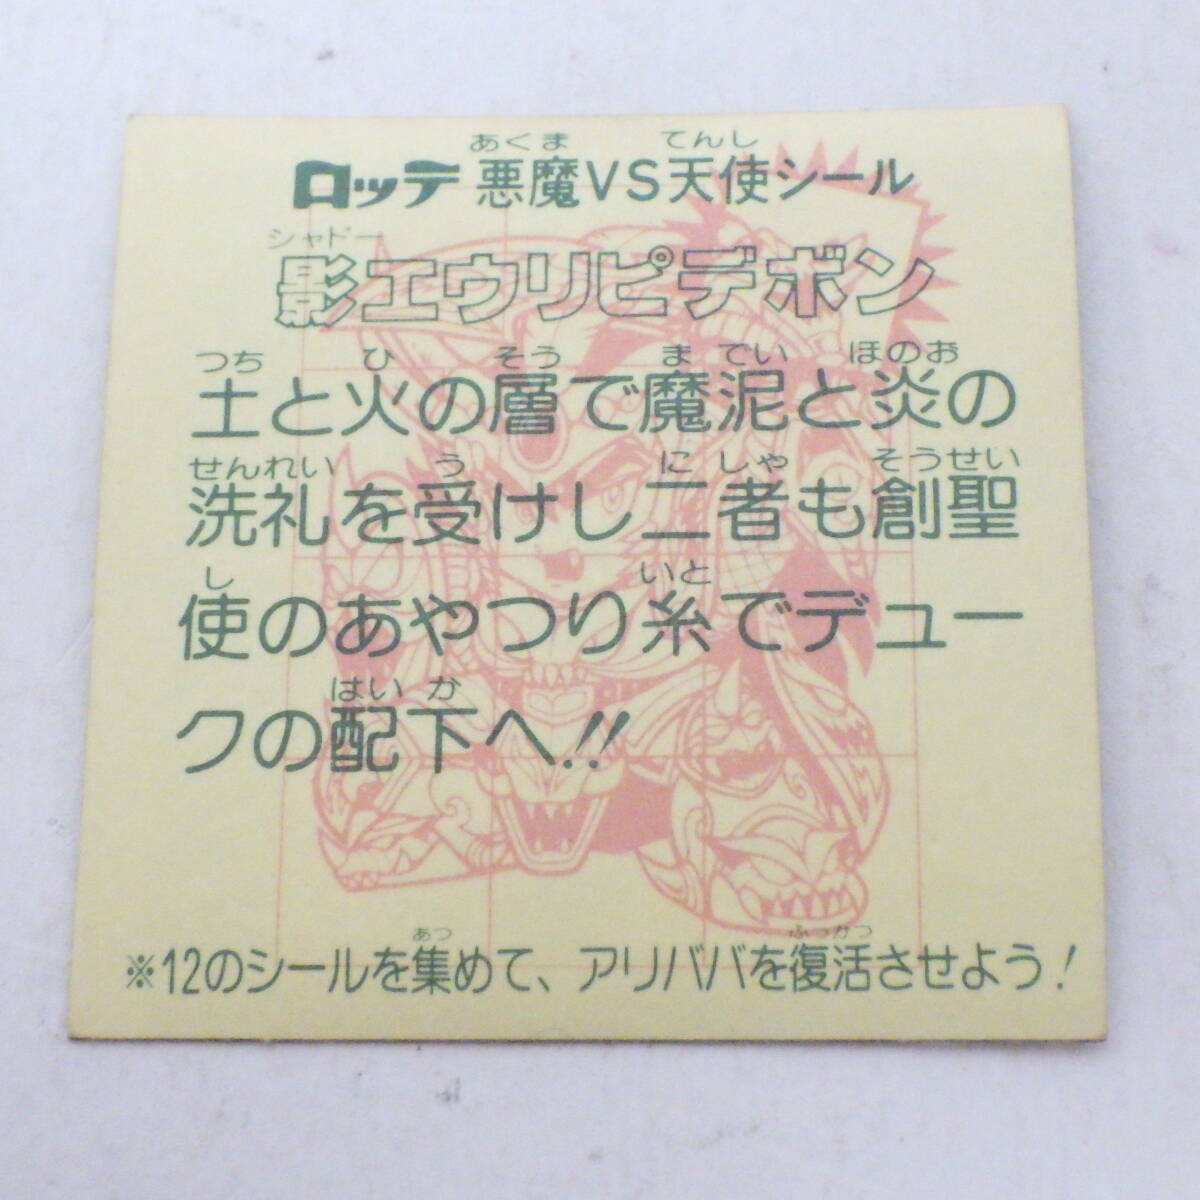 あくま てんし
ロッテ 悪魔VS天使シール
シャドー
影エウリピデボン
つち ひ そう ま でい ほのお
土と火の層で魔泥と炎の
せんれい う に しゃ そうせい
洗礼を受けし二者も創聖
し いと
使のあやつり糸でデュー
はい か
クの配下へ!!
あつ ふっかつ
※12のシールを集めて、アリババを復活させよう!